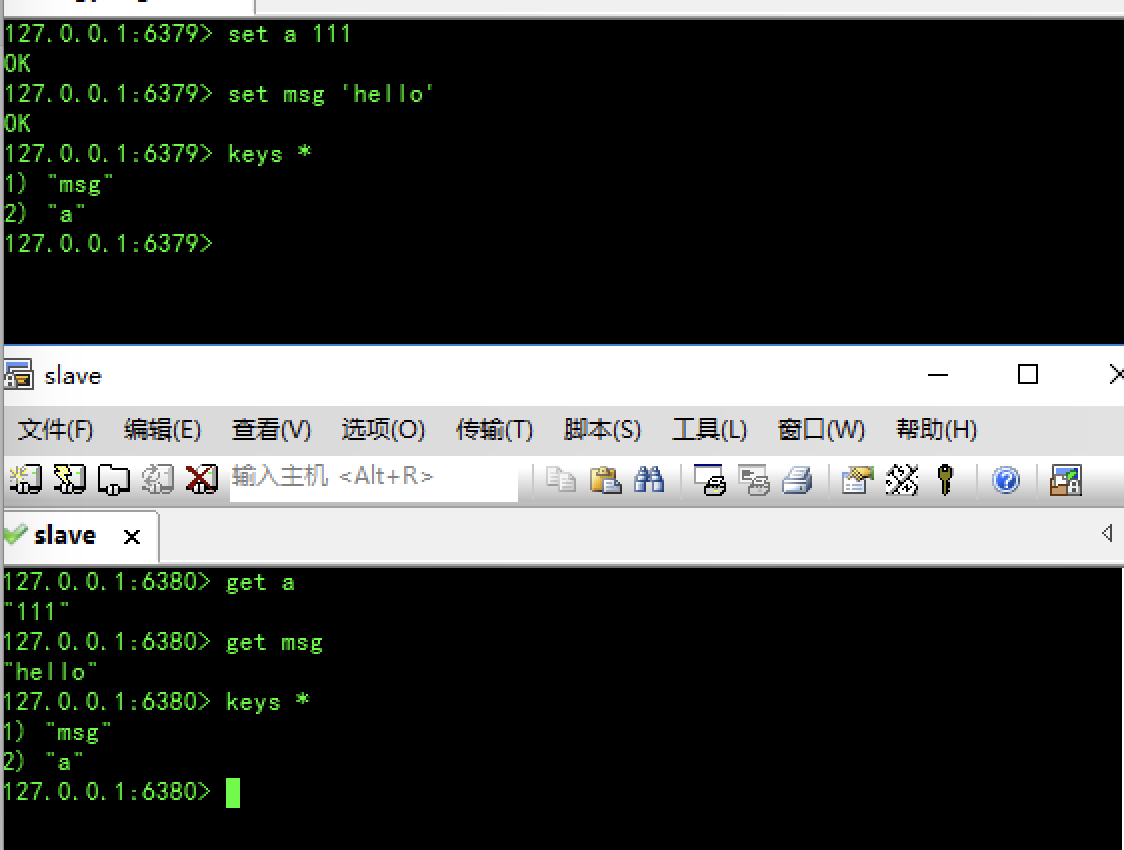 127.0.0.1:6379> set a 111
OK
127.0.0.1:6379> set msg 'hello'
OK
127.0.0.1:6379> keys *
1) "msg"
2) "a"
127.0.0.1:6379>
slave
文件(F) 编辑(E) 查看(V) 选项(O) 传输(T) 脚本(S) 工具(L) 窗口(W) 帮助(H)
输入主机 <Alt+R>
slave
127.0.0.1:6380> get a
"111"
127.0.0.1:6380> get msg
"hello"
127.0.0.1:6380> keys *
1) "msg"
2) "a"
127.0.0.1:6380>